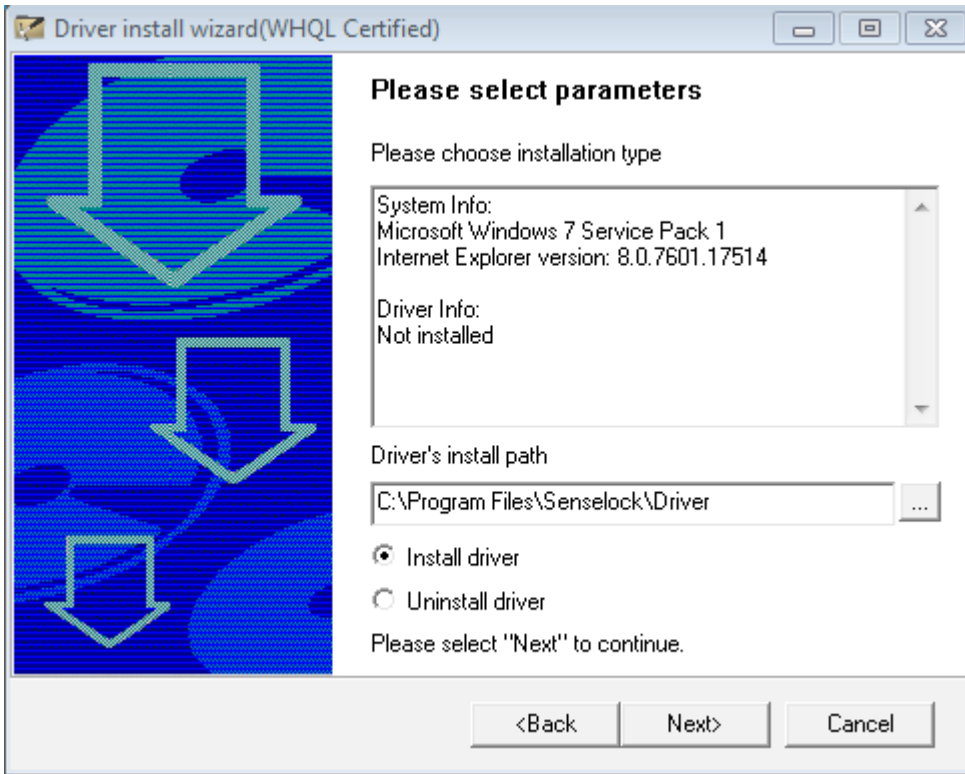 Driver install wizard(WHQL Certified)
Please select parameters
Please choose installation type
System Info:
Microsoft Windows 7 Service Pack 1
Internet Explorer version: 8.0.7601.17514
Driver Info:
Not installed
Driver's install path
C:\Program Files\Senselock\Driver
...
Install driver
Uninstall driver
Please select "Next" to continue.
<Back
Next>
Cancel